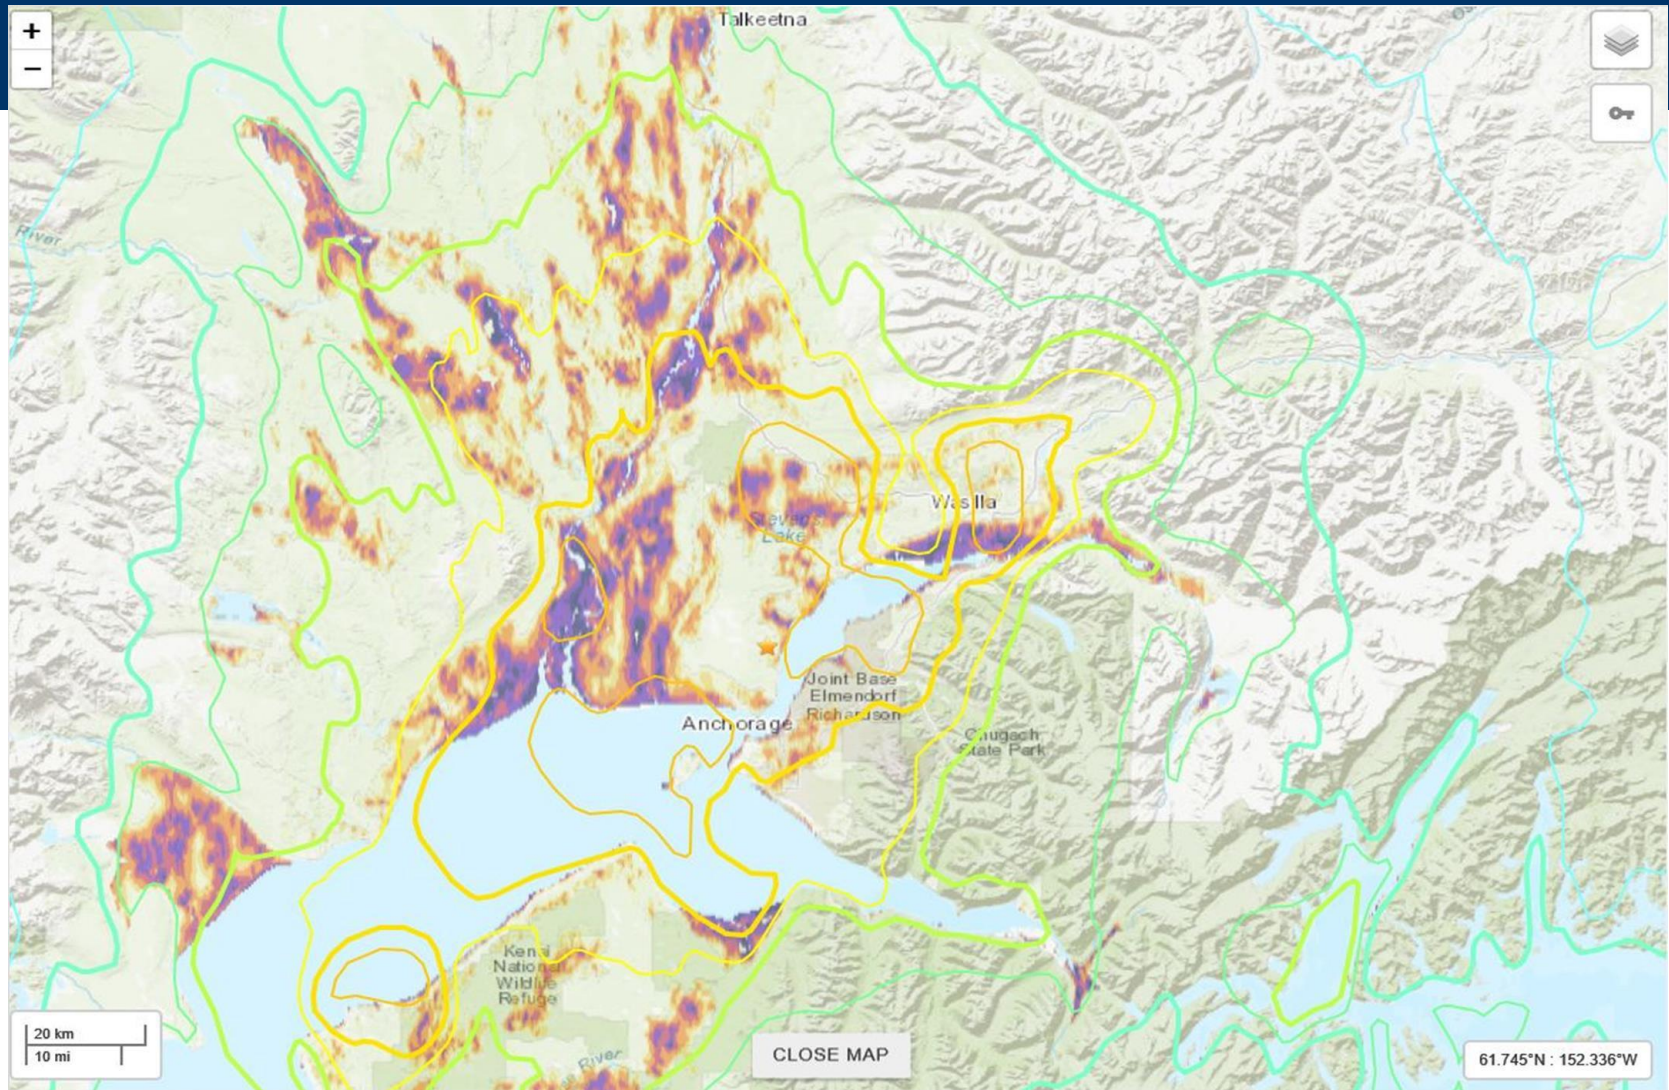 Talkeetna
+
−
River
Wasilla
Stevens
Lake
Joint Base
Elmendorf
Richardson
Anchorage
Chugach
State Park
Kenai
National
Wildlife
Refuge
River
20 km
10 mi
CLOSE MAP
61.745°N : 152.336°W